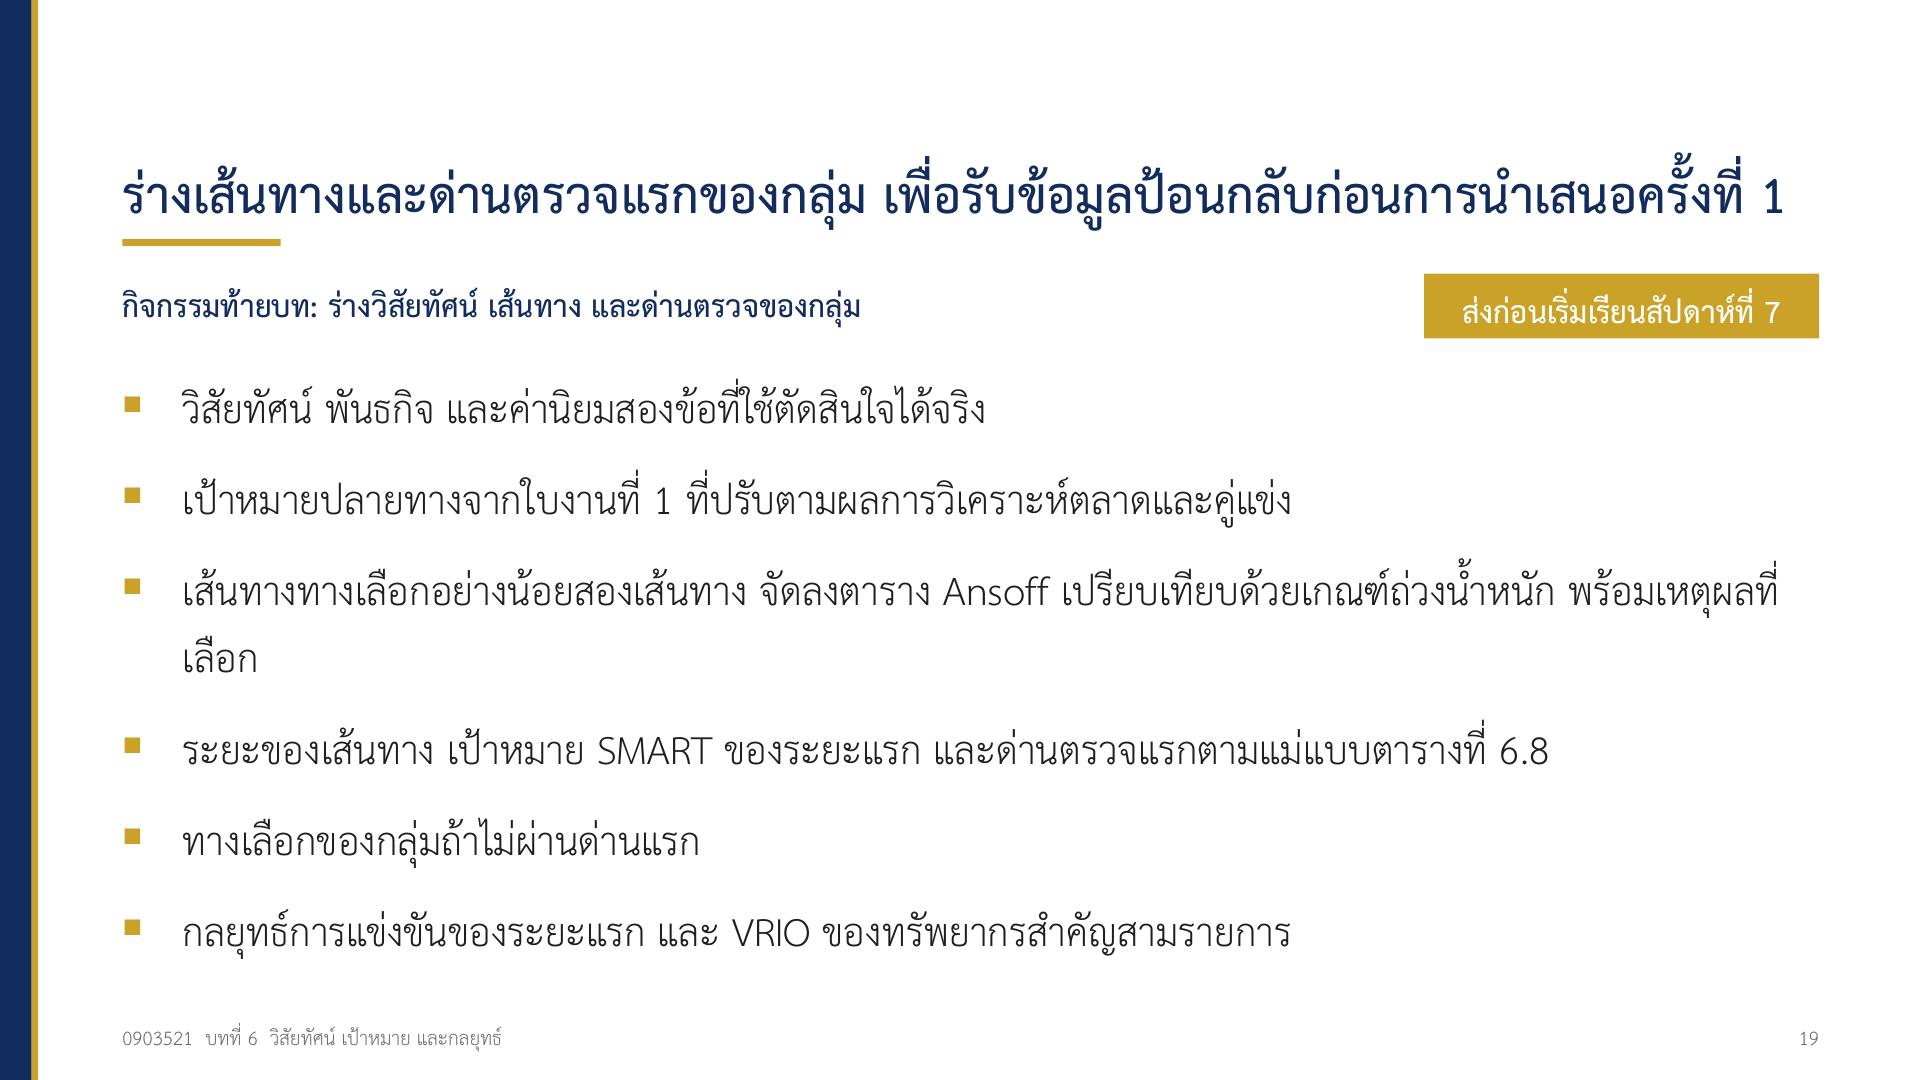 ร่างเส้นทางและด่านตรวจแรกของกลุ่ม เพื่อรับข้อมูลป้อนกลับก่อนการนำเสนอครั้งที่ 1
กิจกรรมท้ายบท: ร่างวิสัยทัศน์ เส้นทาง และด่านตรวจของกลุ่ม
ส่งก่อนเริ่มเรียนสัปดาห์ที่ 7
วิสัยทัศน์ พันธกิจ และค่านิยมสองข้อที่ใช้ตัดสินใจได้จริง
เป้าหมายปลายทางจากใบงานที่ 1 ที่ปรับตามผลการวิเคราะห์ตลาดและคู่แข่ง
เส้นทางทางเลือกอย่างน้อยสองเส้นทาง จัดลงตาราง Ansoff เปรียบเทียบด้วยเกณฑ์ถ่วงน้ำหนัก พร้อมเหตุผลที่
เลือก
ระยะของเส้นทาง เป้าหมาย SMART ของระยะแรก และด่านตรวจแรกตามแม่แบบตารางที่ 6.8
ทางเลือกของกลุ่มถ้าไม่ผ่านด่านแรก
กลยุทธ์การแข่งขันของระยะแรก และ VRIO ของทรัพยากรสำคัญสามรายการ
0903521 บทที่ 6 วิสัยทัศน์ เป้าหมาย และกลยุทธ์
19